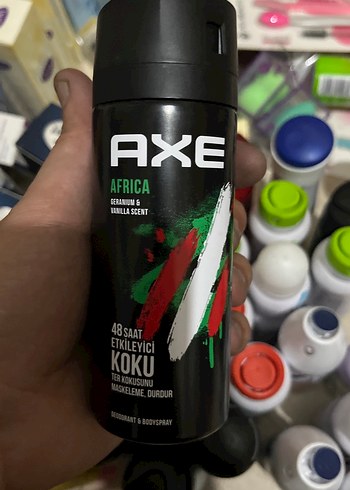 AXE
AFRICA
GERANIUM &
VANILLA SCENT
48 SAAT
ETKİLEYİCİ
KOKU
TER KOKUSUNU
MASKELEME, DURDUR
DEODORANT & BODYSPRAY